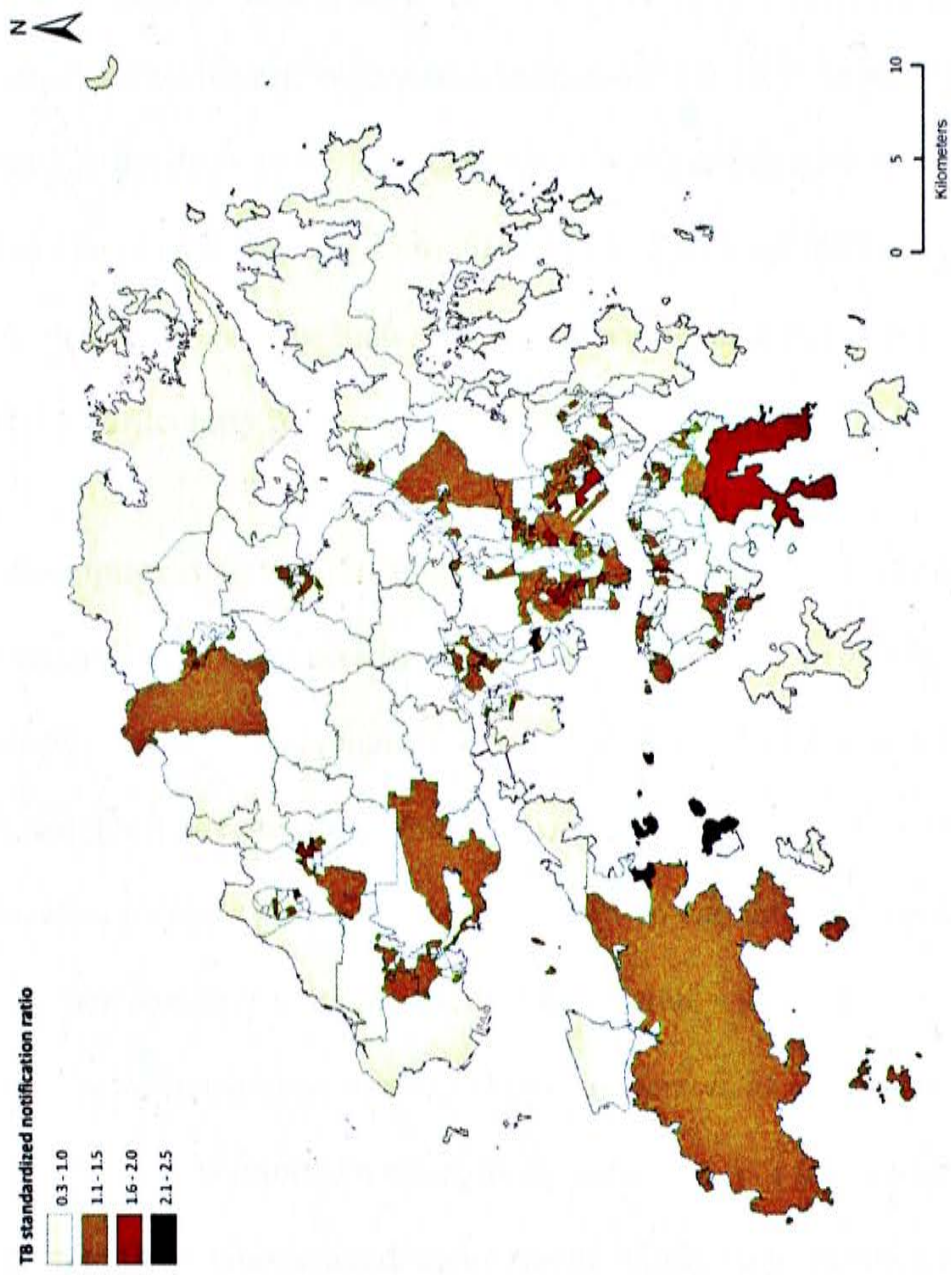 TB standardized notification ratio
0.3 - 1.0
1.1 - 1.5
1.6 - 2.0
2.1 - 2.5
N
0 5 10
Kilometers